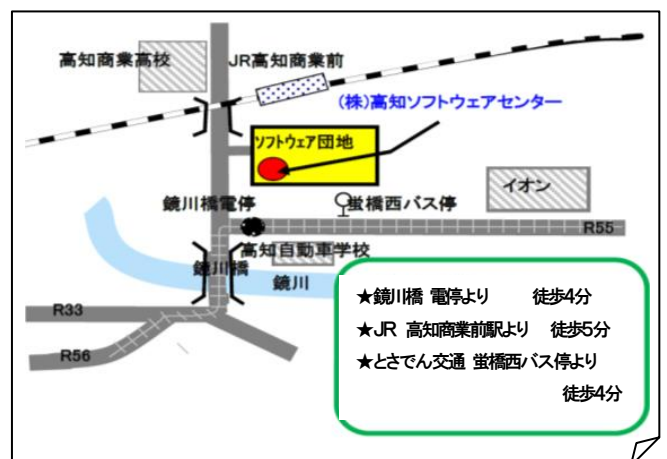 高知商業高校
JR高知商業前
(株)高知ソフトウェアセンター
ソフトウェア団地
イオン
鏡川橋電停
蛍橋西バス停
R55
高知自動車学校
鏡川橋
鏡川
R33
R56
★鏡川橋 電停より 徒歩4分
★JR 高知商業前駅より 徒歩5分
★とさでん交通 蛍橋西バス停より
徒歩4分